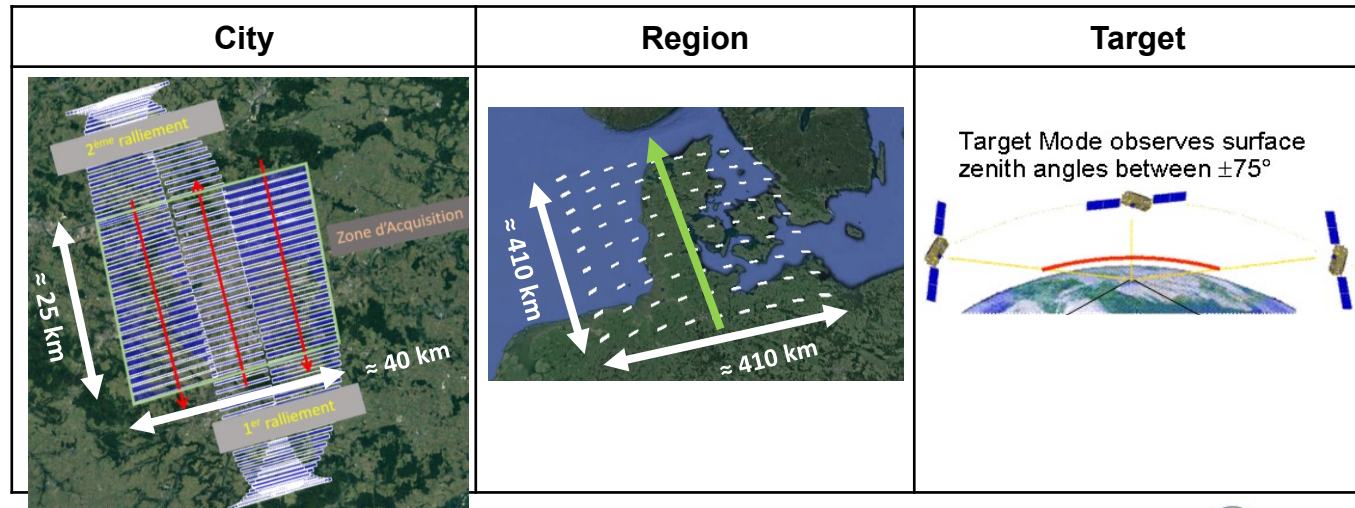 City
Region
Target
2ème ralliement
Zone d'Acquisition
≈ 25 km
≈ 40 km
1er ralliement
≈ 410 km
≈ 410 km
Target Mode observes surface
zenith angles between ±75°